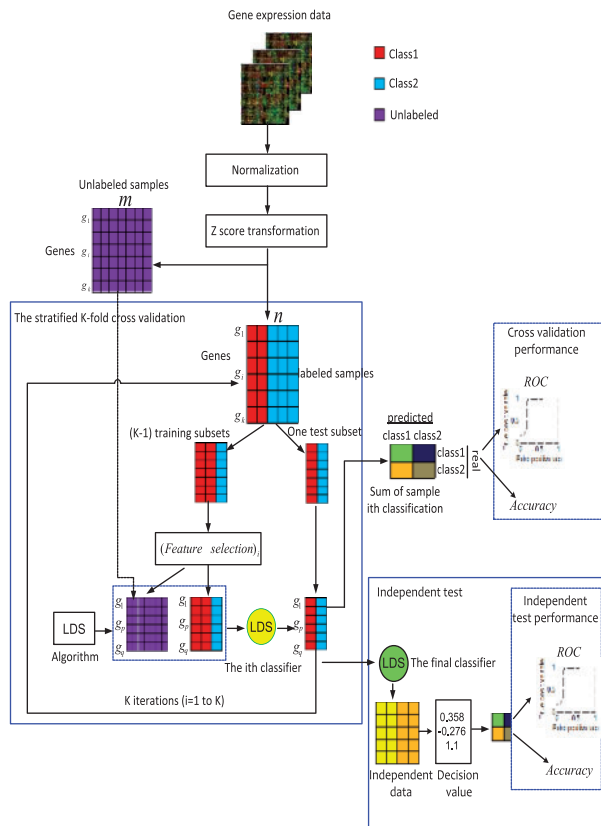 Gene expression data
Class1
Class2
Unlabeled
Normalization
Z score transformation
Unlabeled samples
m
g1
Genes
gi
The stratified K-fold cross validation
n
Genes
g1
gi
labeled samples
(K-1) training subsets
One test subset
(Feature selection)i
g1
gp
gq
g1
gp
gq
g1
gp
gq
LDS
Algorithm
LDS
The ith classifier
K iterations (i=1 to K)
predicted
class1 class2
class1
class2
real
Sum of sample
ith classification
Cross validation
performance
ROC
Accuracy
Independent test
LDS
The final classifier
Independent
data
0.358
-0.276
1.1
Decision
value
Independent
test performance
ROC
Accuracy